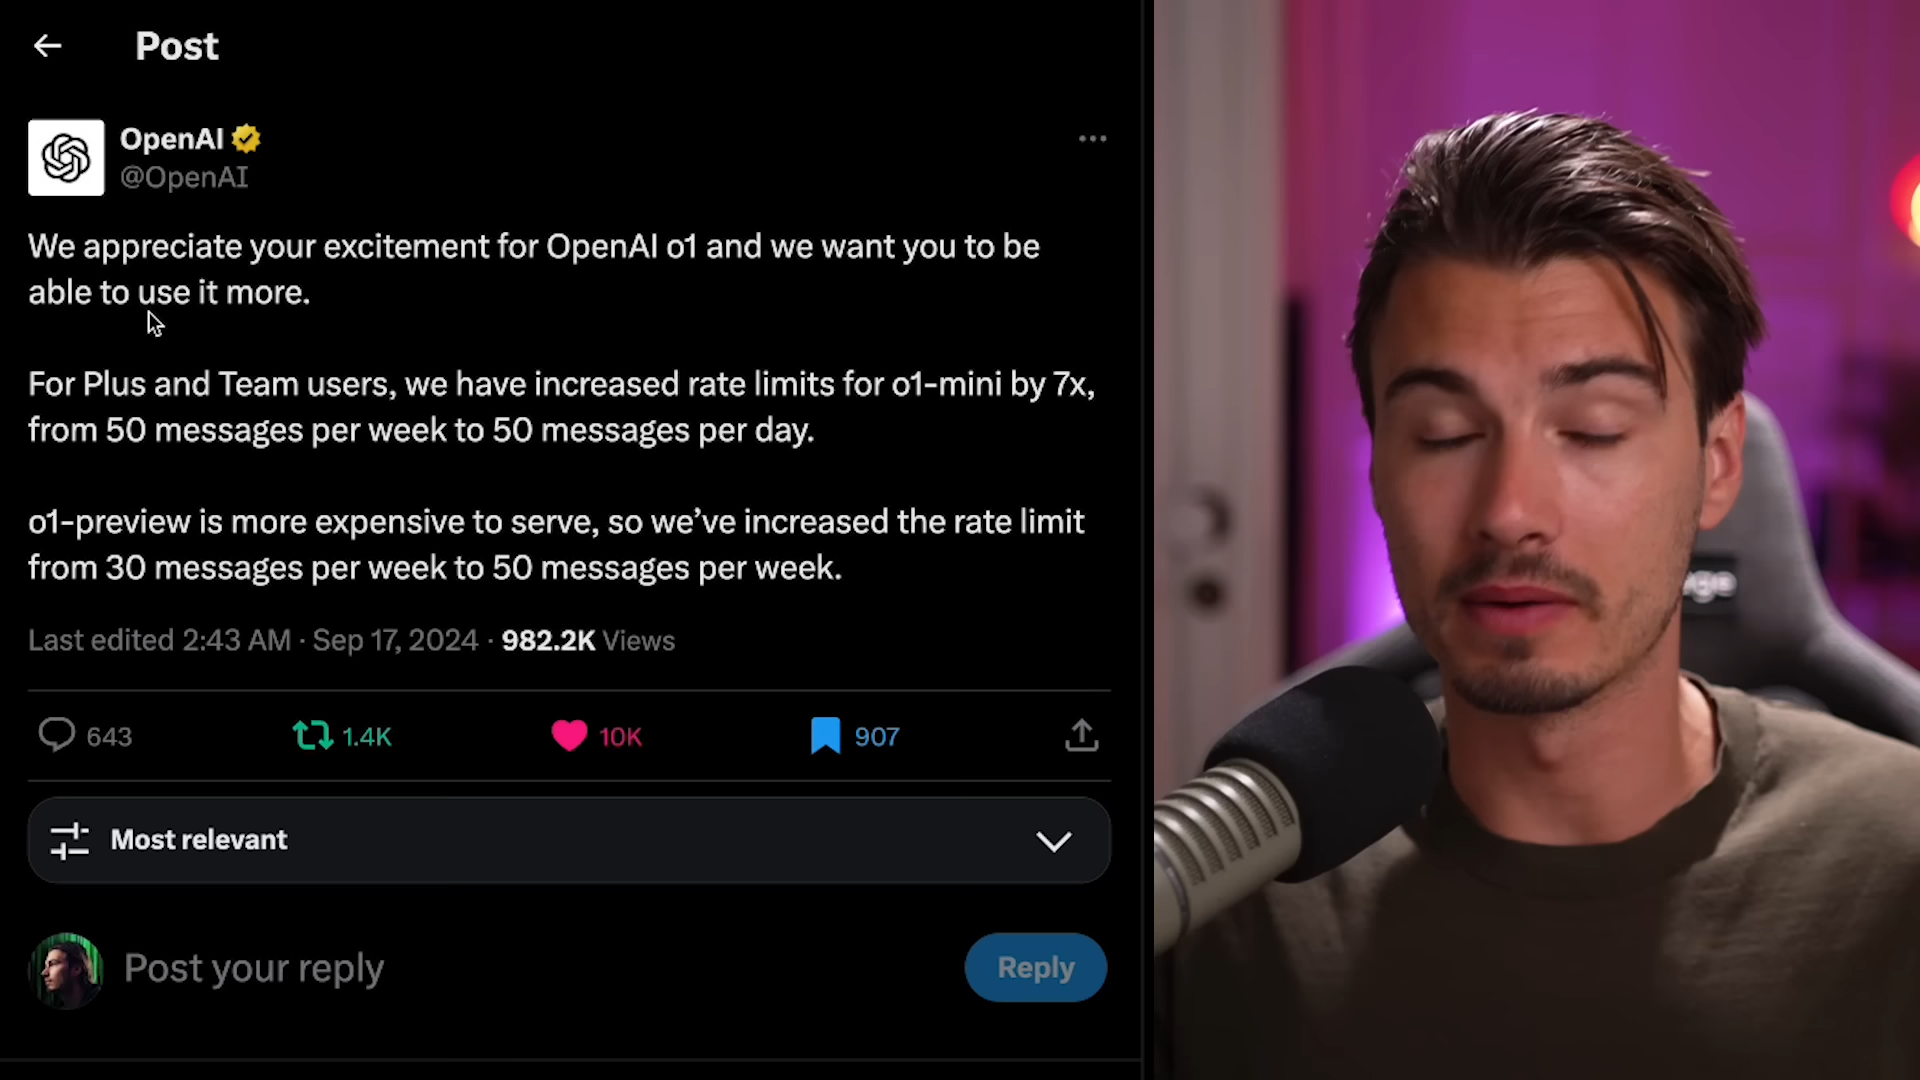 Post
OpenAI
@OpenAI
We appreciate your excitement for OpenAI o1 and we want you to be
able to use it more.
For Plus and Team users, we have increased rate limits for o1-mini by 7x,
from 50 messages per week to 50 messages per day.
o1-preview is more expensive to serve, so we’ve increased the rate limit
from 30 messages per week to 50 messages per week.
Last edited 2:43 AM · Sep 17, 2024 · 982.2K Views
643 1.4K 10K 907
Most relevant
Post your reply
Reply